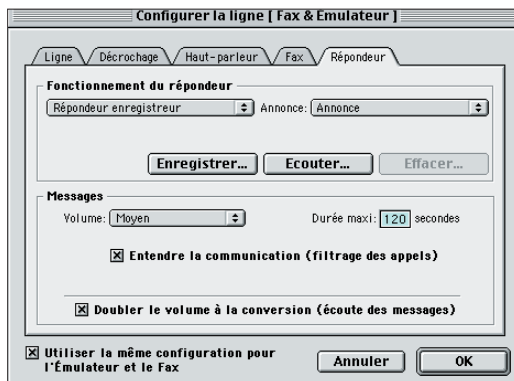 Configurer la ligne [ Fax & Emulateur ]
Ligne Décrochage Haut-parleur Fax Répondeur
Fonctionnement du répondeur
Répondeur enregistreur Annonce: Annonce
Enregistrer... Ecouter... Effacer...
Messages
Volume: Moyen Durée maxi: 120 secondes
Entendre la communication (filtrage des appels)
Doubler le volume à la conversion (écoute des messages)
Utiliser la même configuration pour
l'Émulateur et le Fax
Annuler OK